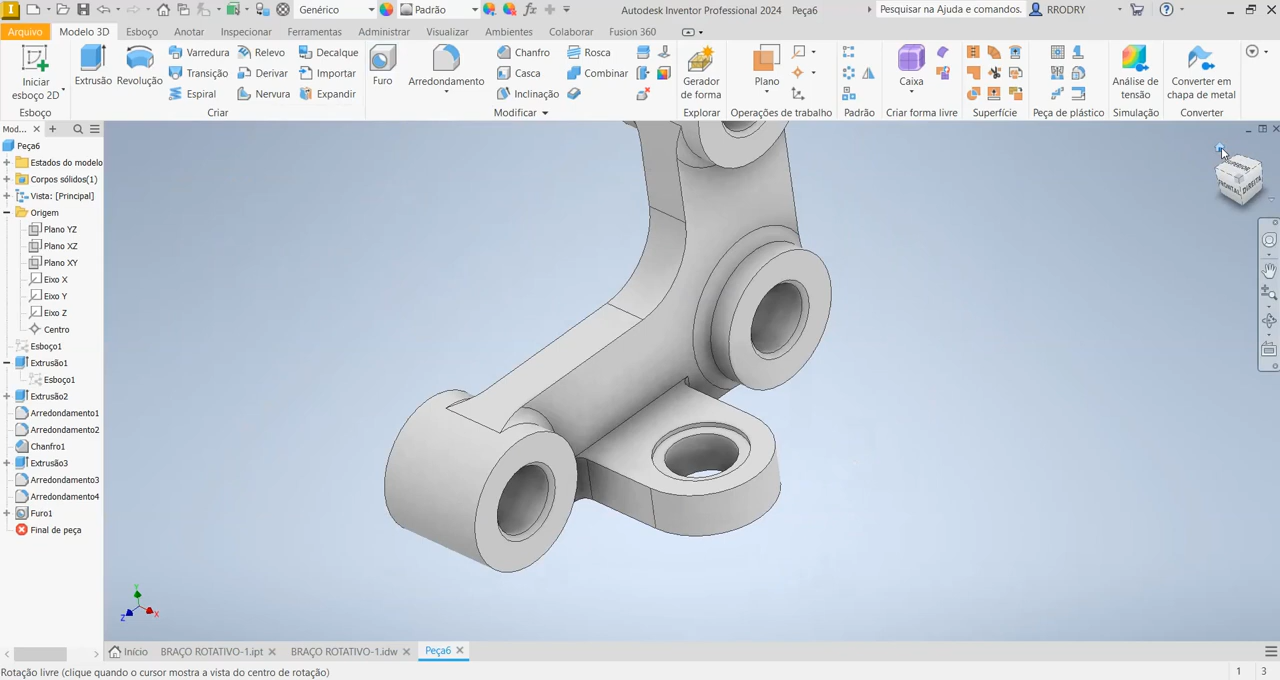 Genérico
Padrão
Autodesk Inventor Professional 2024 Peça6
Pesquisar na Ajuda e comandos.
RRODRY
Arquivo Modelo 3D Esboço Anotar Inspecionar Ferramentas Administrar Visualizar Ambientes Colaborar Fusion 360
Iniciar esboço 2D
Extrusão
Revolução
Varredura
Transição
Espiral
Relevo
Derivar
Nervura
Decalque
Importar
Expandir
Furo
Arredondamento
Chanfro
Casca
Inclinação
Rosca
Combinar
Gerador de forma
Plano
Caixa
Análise de tensão
Converter em chapa de metal
Esboço
Criar
Modificar
Explorar
Operações de trabalho
Padrão
Criar forma livre
Superfície
Peça de plástico
Simulação
Converter
Mod...
Peça6
Estados do modelo
Corpos sólidos(1)
Vista: [Principal]
Origem
Plano YZ
Plano XZ
Plano XY
Eixo X
Eixo Y
Eixo Z
Centro
Esboço1
Extrusão1
Esboço1
Extrusão2
Arredondamento1
Arredondamento2
Chanfro1
Extrusão3
Arredondamento3
Arredondamento4
Furo1
Final de peça
FRONTAL
DIREITA
Y
X
Z
Início
BRAÇO ROTATIVO-1.ipt
BRAÇO ROTATIVO-1.idw
Peça6
Rotação livre (clique quando o cursor mostra a vista do centro de rotação)
1 3